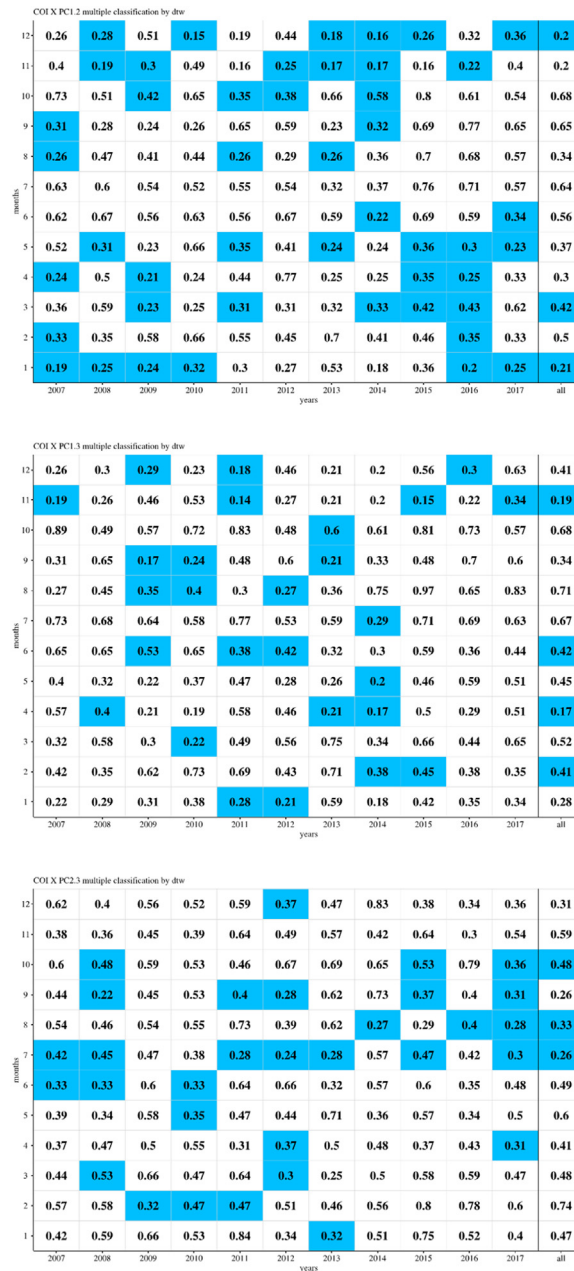 COI X PC1.2 multiple classification by dtw
12 0.26 0.28 0.51 0.15 0.19 0.44 0.18 0.16 0.26 0.32 0.36 0.2
11 0.4 0.19 0.3 0.49 0.16 0.25 0.17 0.17 0.16 0.22 0.4 0.2
10 0.73 0.51 0.42 0.65 0.35 0.38 0.66 0.58 0.8 0.61 0.54 0.68
9 0.31 0.28 0.24 0.26 0.65 0.59 0.23 0.32 0.69 0.77 0.65 0.65
8 0.26 0.47 0.41 0.44 0.26 0.29 0.26 0.36 0.7 0.68 0.57 0.34
7 0.63 0.6 0.54 0.52 0.55 0.54 0.32 0.37 0.76 0.71 0.57 0.64
months
6 0.62 0.67 0.56 0.63 0.56 0.67 0.59 0.22 0.69 0.59 0.34 0.56
5 0.52 0.31 0.23 0.66 0.35 0.41 0.24 0.24 0.36 0.3 0.23 0.37
4 0.24 0.5 0.21 0.24 0.44 0.77 0.25 0.25 0.35 0.25 0.33 0.3
3 0.36 0.59 0.23 0.25 0.31 0.31 0.32 0.33 0.42 0.43 0.62 0.42
2 0.33 0.35 0.58 0.66 0.55 0.45 0.7 0.41 0.46 0.35 0.33 0.5
1 0.19 0.25 0.24 0.32 0.3 0.27 0.53 0.18 0.36 0.2 0.25 0.21
2007 2008 2009 2010 2011 2012 2013 2014 2015 2016 2017 all
years
COI X PC1.3 multiple classification by dtw
12 0.26 0.3 0.29 0.23 0.18 0.46 0.21 0.2 0.56 0.3 0.63 0.41
11 0.19 0.26 0.46 0.53 0.14 0.27 0.21 0.2 0.15 0.22 0.34 0.19
10 0.89 0.49 0.57 0.72 0.83 0.48 0.6 0.61 0.81 0.73 0.57 0.68
9 0.31 0.65 0.17 0.24 0.48 0.6 0.21 0.33 0.48 0.7 0.6 0.34
8 0.27 0.45 0.35 0.4 0.3 0.27 0.36 0.75 0.97 0.65 0.83 0.71
7 0.73 0.68 0.64 0.58 0.77 0.53 0.59 0.29 0.71 0.69 0.63 0.67
months
6 0.65 0.65 0.53 0.65 0.38 0.42 0.32 0.3 0.59 0.36 0.44 0.42
5 0.4 0.32 0.22 0.37 0.47 0.28 0.26 0.2 0.46 0.59 0.51 0.45
4 0.57 0.4 0.21 0.19 0.58 0.46 0.21 0.17 0.5 0.29 0.51 0.17
3 0.32 0.58 0.3 0.22 0.49 0.56 0.75 0.34 0.66 0.44 0.65 0.52
2 0.42 0.35 0.62 0.73 0.69 0.43 0.71 0.38 0.45 0.38 0.35 0.41
1 0.22 0.29 0.31 0.38 0.28 0.21 0.59 0.18 0.42 0.35 0.34 0.28
2007 2008 2009 2010 2011 2012 2013 2014 2015 2016 2017 all
years
COI X PC2.3 multiple classification by dtw
12 0.62 0.4 0.56 0.52 0.59 0.37 0.47 0.83 0.38 0.34 0.36 0.31
11 0.38 0.36 0.45 0.39 0.64 0.49 0.57 0.42 0.64 0.3 0.54 0.59
10 0.6 0.48 0.59 0.53 0.46 0.67 0.69 0.65 0.53 0.79 0.36 0.48
9 0.44 0.22 0.45 0.53 0.4 0.28 0.62 0.73 0.37 0.4 0.31 0.26
8 0.54 0.46 0.54 0.55 0.73 0.39 0.62 0.27 0.29 0.4 0.28 0.33
7 0.42 0.45 0.47 0.38 0.28 0.24 0.28 0.57 0.47 0.42 0.3 0.26
months
6 0.33 0.33 0.6 0.33 0.64 0.66 0.32 0.57 0.6 0.35 0.48 0.49
5 0.39 0.34 0.58 0.35 0.47 0.44 0.71 0.36 0.57 0.34 0.5 0.6
4 0.37 0.47 0.5 0.55 0.31 0.37 0.5 0.48 0.37 0.43 0.31 0.41
3 0.44 0.53 0.66 0.47 0.64 0.3 0.25 0.5 0.58 0.59 0.47 0.48
2 0.57 0.58 0.32 0.47 0.47 0.51 0.46 0.56 0.8 0.78 0.6 0.74
1 0.42 0.59 0.66 0.53 0.84 0.34 0.32 0.51 0.75 0.52 0.4 0.47
2007 2008 2009 2010 2011 2012 2013 2014 2015 2016 2017 all
years